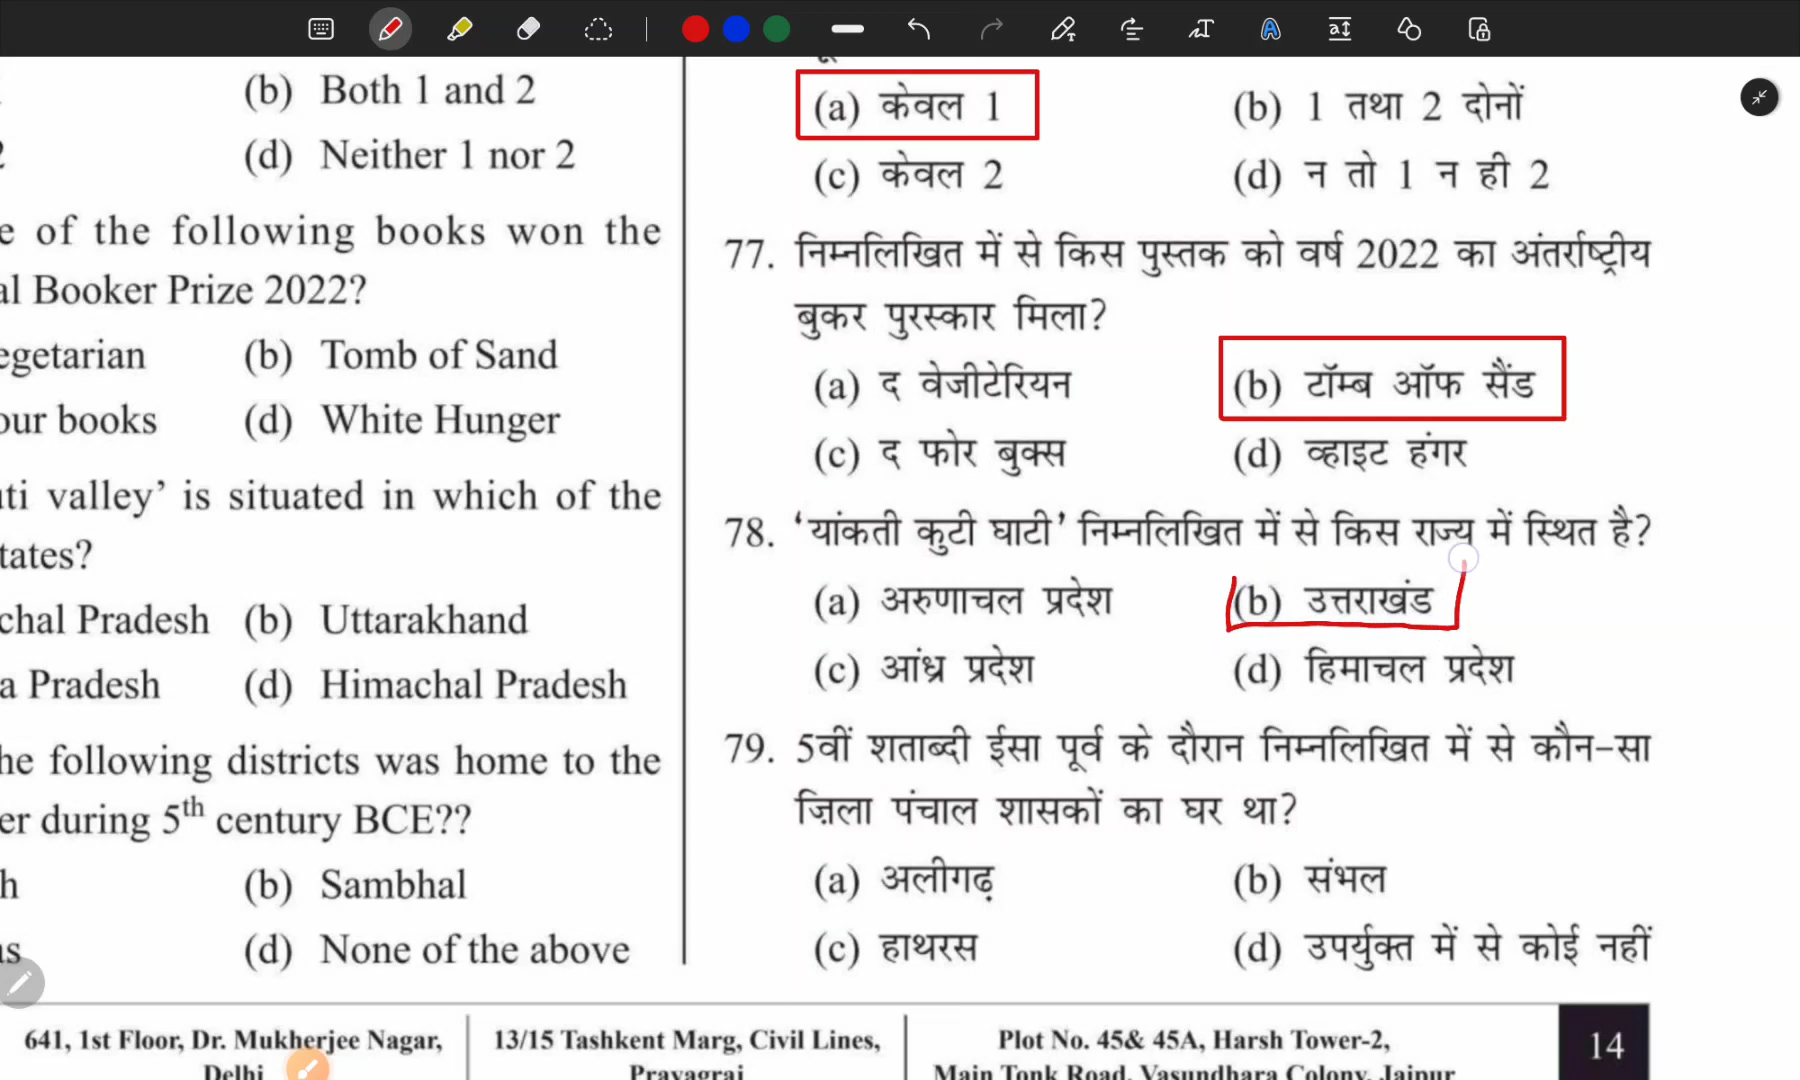 (b) Both 1 and 2
(d) Neither 1 nor 2
e of the following books won the
al Booker Prize 2022?
egetarian (b) Tomb of Sand
our books (d) White Hunger
ti valley’ is situated in which of the
tates?
chal Pradesh (b) Uttarakhand
a Pradesh (d) Himachal Pradesh
he following districts was home to the
er during 5th century BCE??
h (b) Sambhal
as (d) None of the above
(a) केवल 1 (b) 1 तथा 2 दोनों
(c) केवल 2 (d) न तो 1 न ही 2
77. निम्नलिखित में से किस पुस्तक को वर्ष 2022 का अंतर्राष्ट्रीय
बुकर पुरस्कार मिला?
(a) द वेजीटेरियन (b) टॉम्ब ऑफ सैंड
(c) द फोर बुक्स (d) व्हाइट हंगर
78. ‘यांकती कुटी घाटी’ निम्नलिखित में से किस राज्य में स्थित है?
(a) अरुणाचल प्रदेश (b) उत्तराखंड
(c) आंध्र प्रदेश (d) हिमाचल प्रदेश
79. 5वीं शताब्दी ईसा पूर्व के दौरान निम्नलिखित में से कौन-सा
ज़िला पंचाल शासकों का घर था?
(a) अलीगढ़ (b) संभल
(c) हाथरस (d) उपर्युक्त में से कोई नहीं
641, 1st Floor, Dr. Mukherjee Nagar,
Delhi
13/15 Tashkent Marg, Civil Lines,
Prayagraj
Plot No. 45& 45A, Harsh Tower-2,
Main Tonk Road, Vasundhara Colony, Jaipur
14